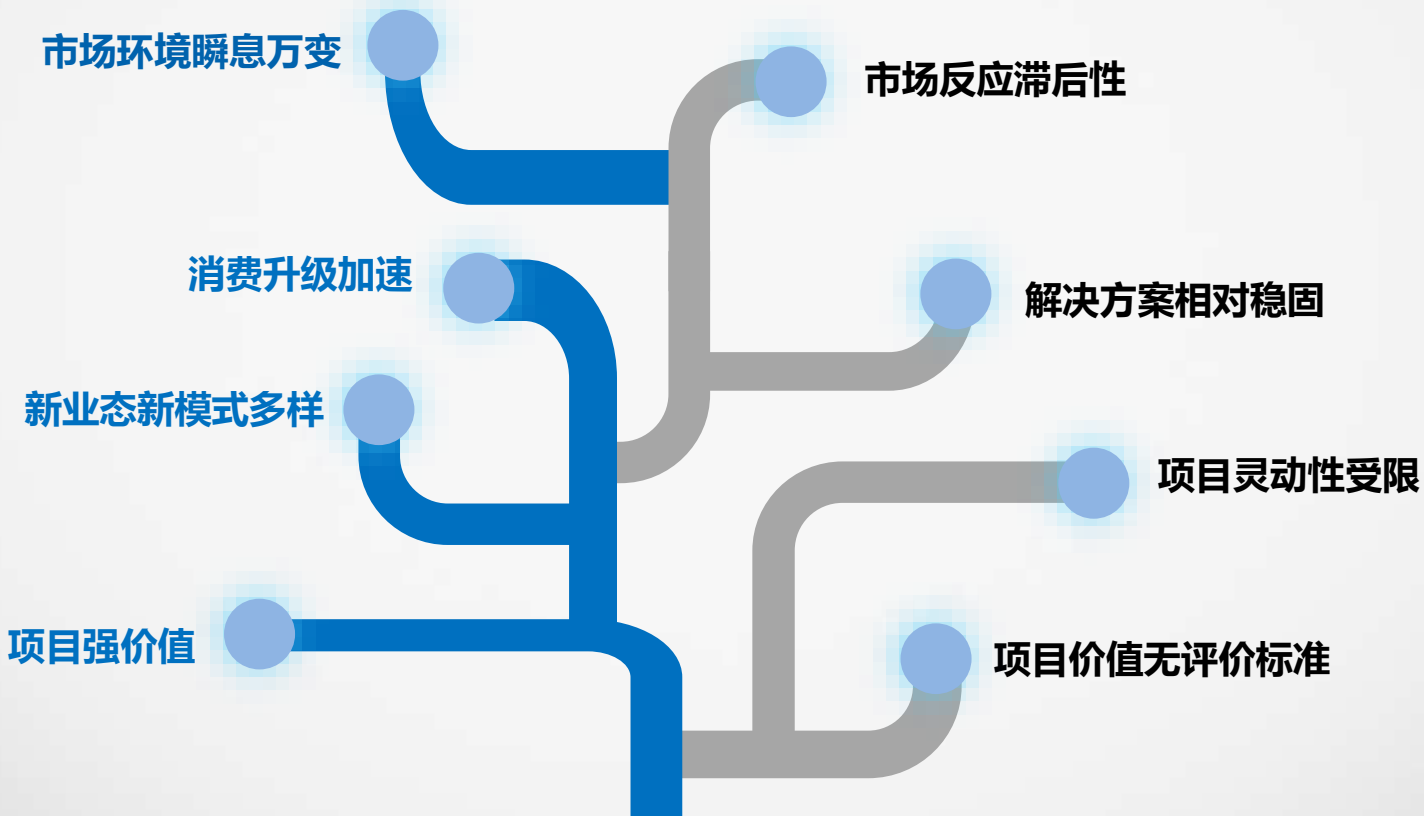 市场环境瞬息万变
市场反应滞后性
消费升级加速
解决方案相对稳固
新业态新模式多样
项目灵动性受限
项目强价值
项目价值无评价标准